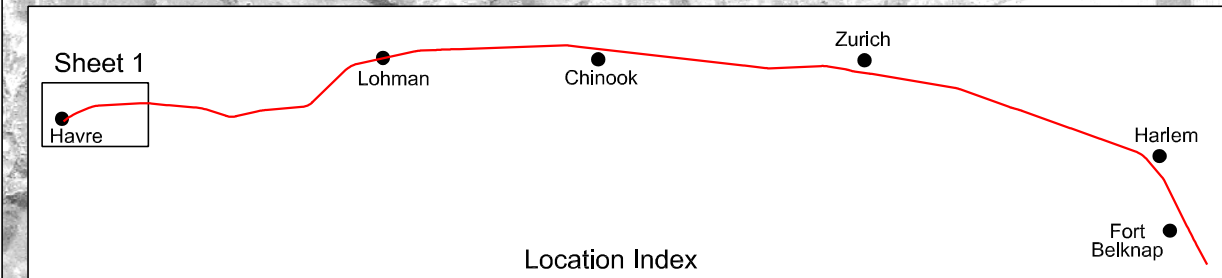 Sheet 1
Havre
Lohman
Chinook
Zurich
Harlem
Fort
Belknap
Location Index